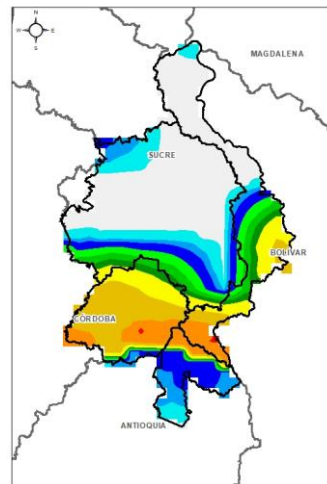 N
W E
S
MAGDALENA
SUCRE
BOLIVAR
CORDOBA
ANTIOQUIA